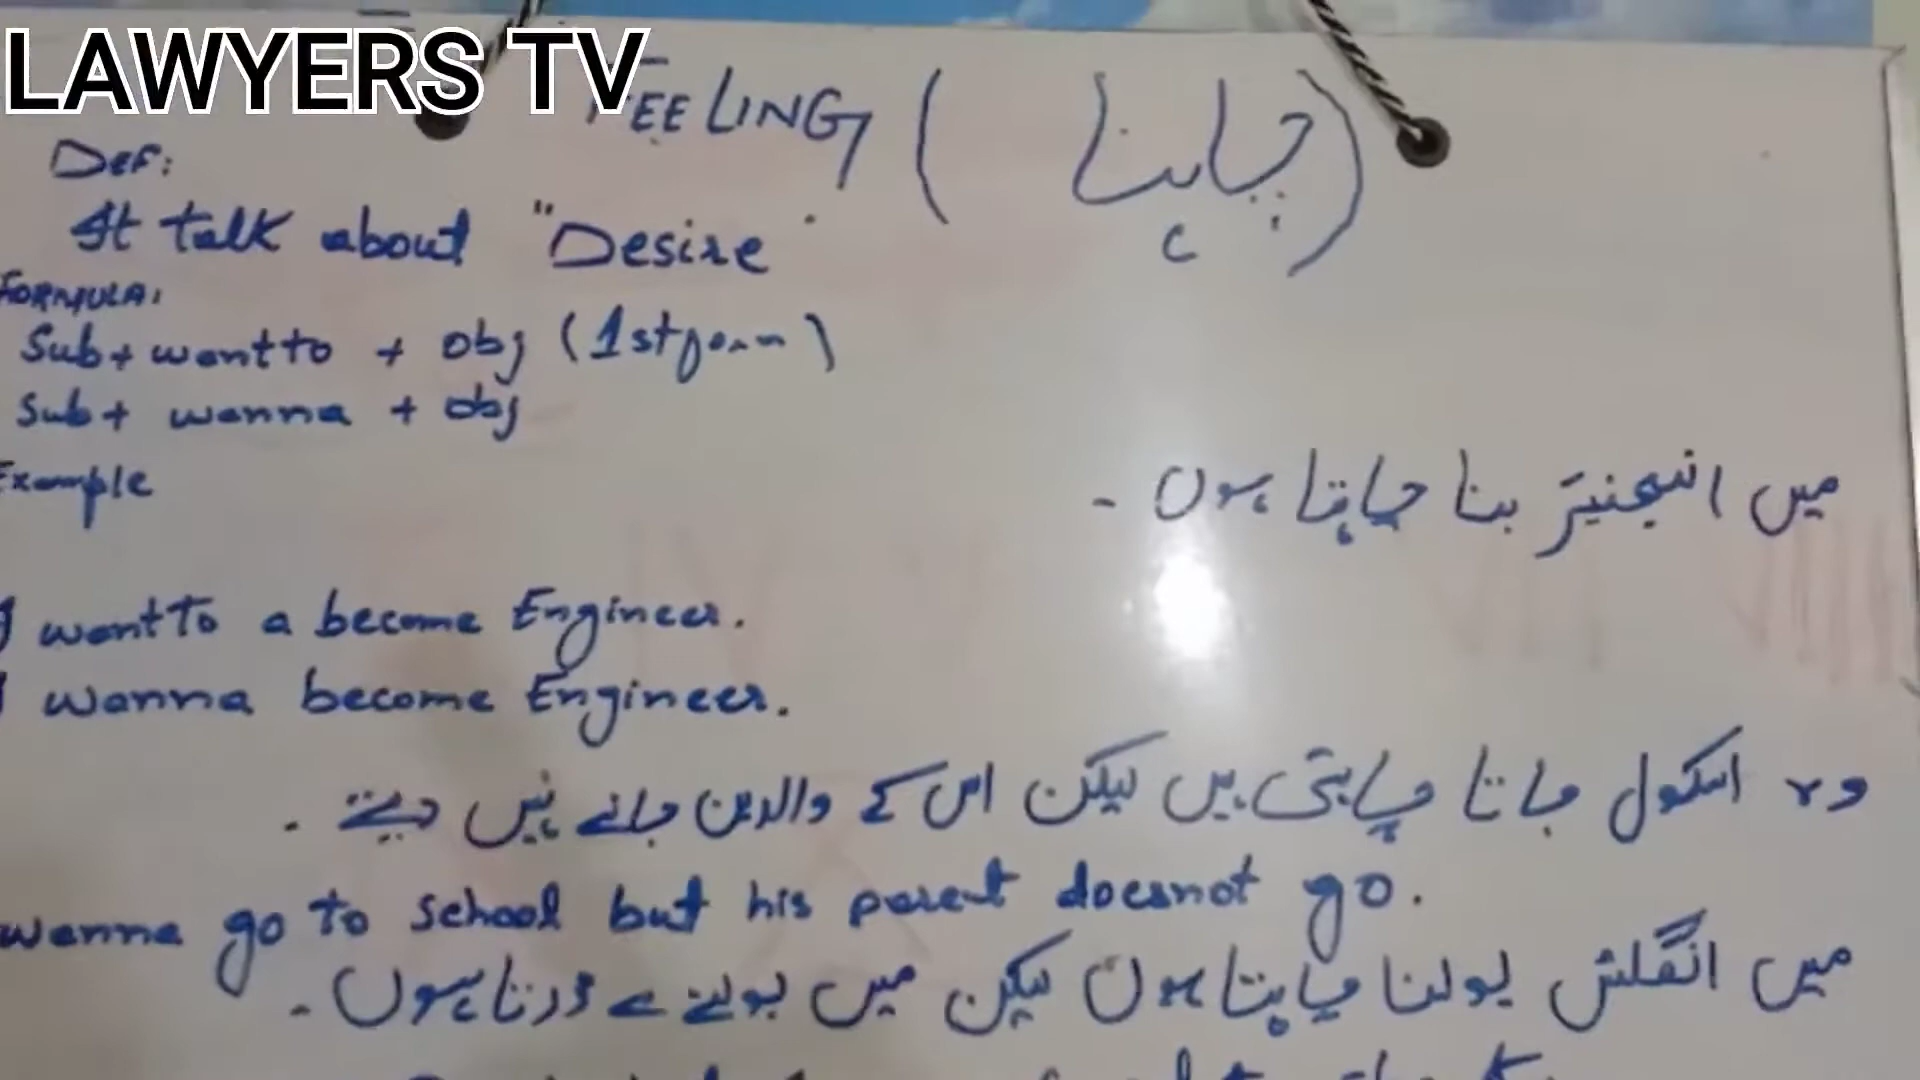 LAWYERS TV
FEELING ( چاہنا )
DEF:
It talk about "Desire"
FORMULA:
Sub + want to + obj (1st form)
Sub + wanna + obj
Example
میں انجنیئر بنا چاہتا ہوں ۔
I want to a become Engineer.
I wanna become Engineer.
وہ اسکول جاتا چاہتی ہیں لیکن اس کے والدین جانے نہیں دیتے ۔
wanna go to school but his parent doesnot go.
میں انگلش بولنا چاہتا ہوں لیکن میں بولنے سے ڈرتا ہوں ۔